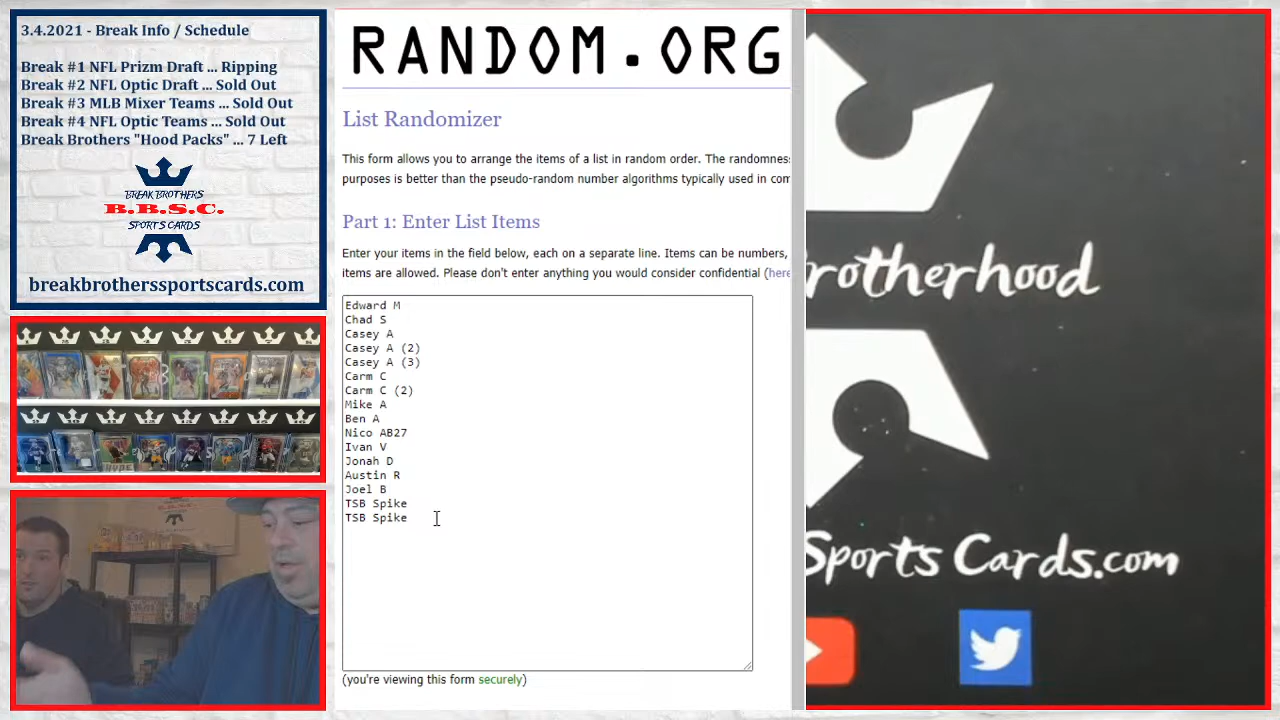 3.4.2021 - Break Info / Schedule
Break #1 NFL Prizm Draft ... Ripping
Break #2 NFL Optic Draft ... Sold Out
Break #3 MLB Mixer Teams ... Sold Out
Break #4 NFL Optic Teams ... Sold Out
Break Brothers "Hood Packs" ... 7 Left
BREAK BROTHERS
B.B.S.C.
SPORTS CARDS
breakbrotherssportscards.com
RANDOM.ORG
List Randomizer
This form allows you to arrange the items of a list in random order. The randomness
purposes is better than the pseudo-random number algorithms typically used in com
Part 1: Enter List Items
Enter your items in the field below, each on a separate line. Items can be numbers,
items are allowed. Please don't enter anything you would consider confidential (here
Edward M
Chad S
Casey A
Casey A (2)
Casey A (3)
Carm C
Carm C (2)
Mike A
Ben A
Nico AB27
Ivan V
Jonah D
Austin R
Joel B
TSB Spike
TSB Spike
(you're viewing this form securely)
rotherhood
Sports Cards.com